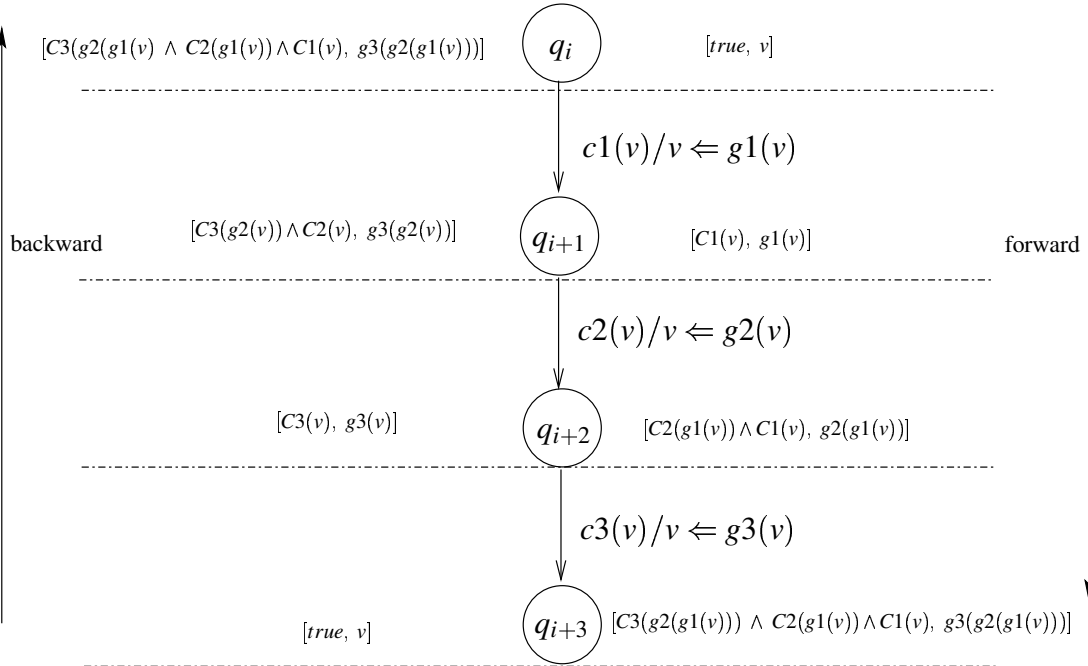 [C3(g2(g1(v) ∧ C2(g1(v))∧C1(v), g3(g2(g1(v)))] q_i [true, v]
c1(v)/v ⇐ g1(v)
backward [C3(g2(v))∧C2(v), g3(g2(v))] q_{i+1} [C1(v), g1(v)] forward
c2(v)/v ⇐ g2(v)
[C3(v), g3(v)] q_{i+2} [C2(g1(v))∧C1(v), g2(g1(v))]
c3(v)/v ⇐ g3(v)
[true, v] q_{i+3} [C3(g2(g1(v))) ∧ C2(g1(v))∧C1(v), g3(g2(g1(v)))]